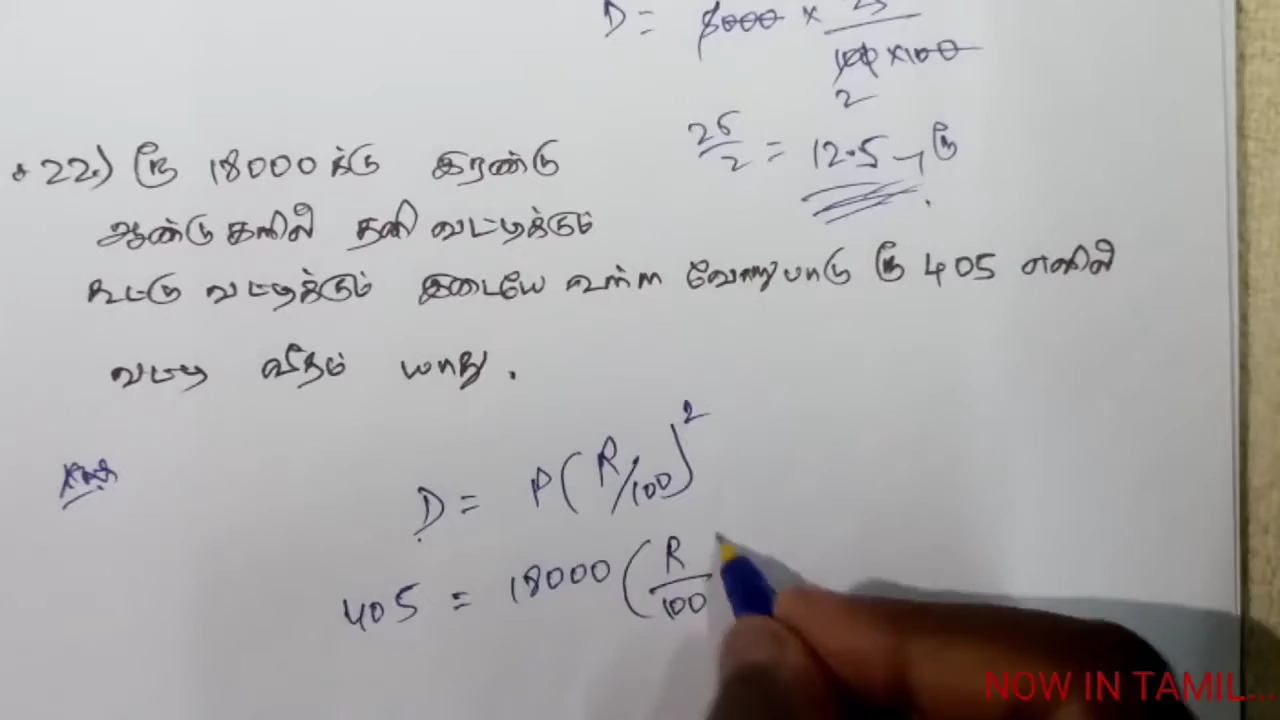 D = 8000 × 25
100 × 100
2
25/2 = 12.5 ரூ
22.) ரூ 18000 க்கு இரண்டு
ஆண்டுகளில் தனி வட்டிக்கும்
கூட்டு வட்டிக்கும் இடையே உள்ள வேறுபாடு ரூ 405 எனில்
வட்டி வீதம் யாது.
D = P(R/100)²
405 = 18000 (R/100
NOW IN TAMIL...